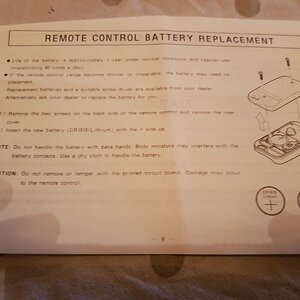 REMOTE CONTROL BATTERY REPLACEMENT
● Life of the battery is approximately 1 year under normal conditions and regular use
(transmitting 40 times a day).
● If the remote control range becomes shorter or inoperable, the battery may need re-
placement.
Replacement batteries and a suitable screw driver are available from your dealer.
Alternatively ask your dealer to replace the battery for you.
) Remove the two screws on the back side of the remote control and remove the rear
cover.
) Insert the new battery (CR1616/Lithium) with the + side up.
OTE: Do not handle the battery with bare hands. Body moisture may interfere with the
battery contacts. Use a dry cloth to handle the battery.
UTION: Do not remove or temper with the printed circuit board. Damage may occur
to the remote control.
CR1616
Lithium
+
— 8 —